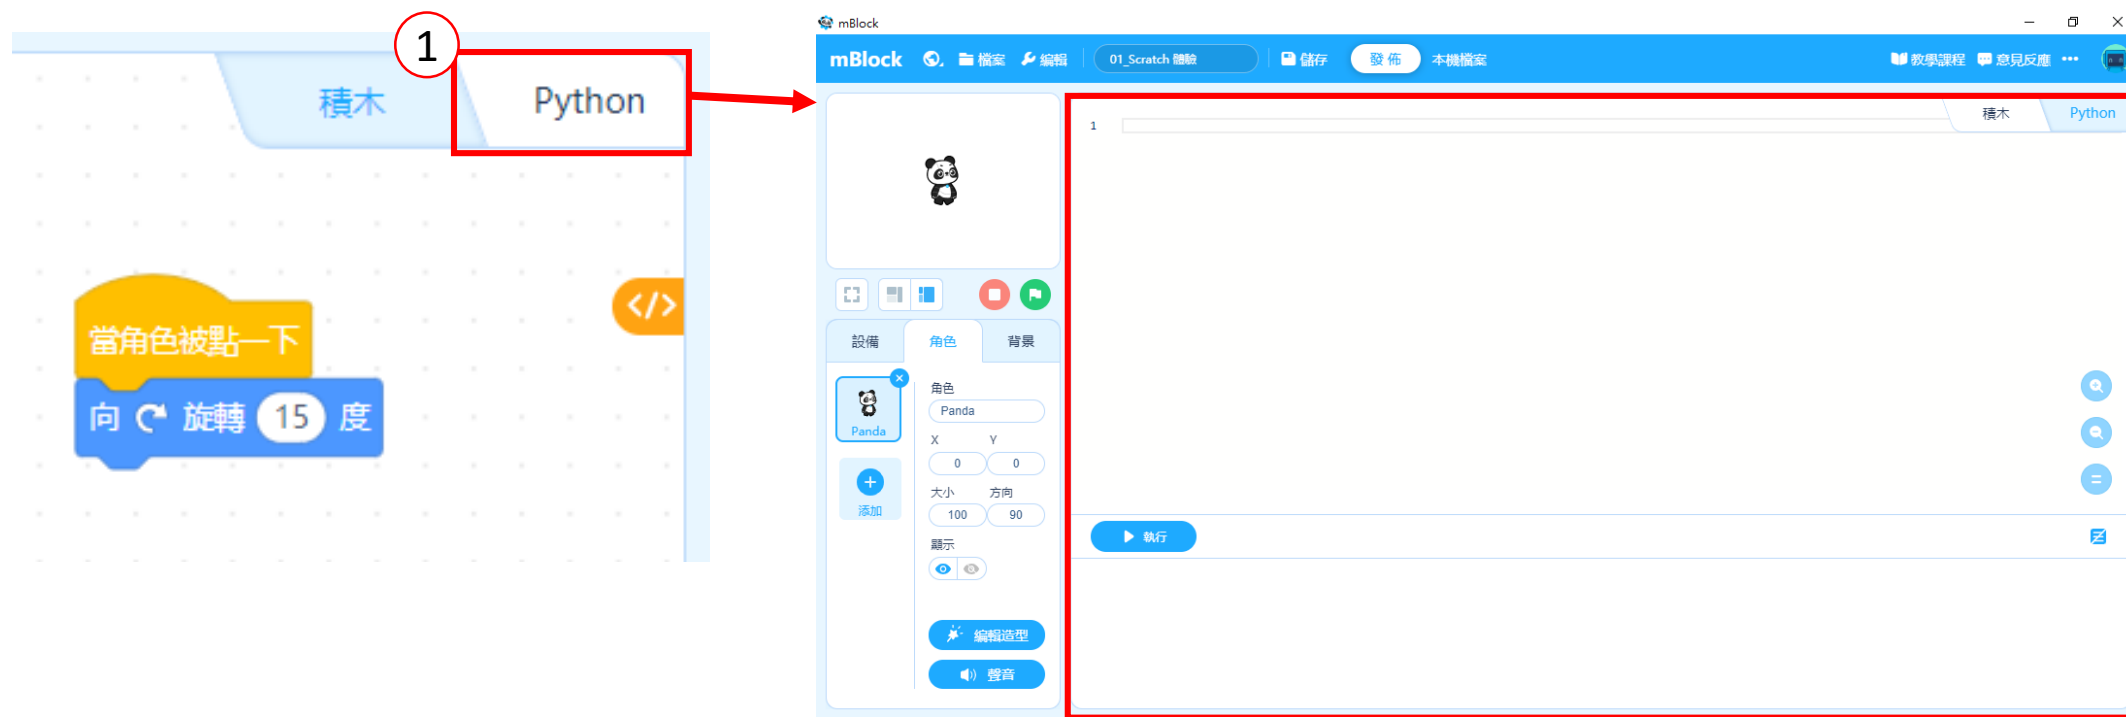 1
積木
Python
當角色被點一下
向 旋轉 15 度
mBlock
mBlock 檔案 編輯 01_Scratch 體驗 儲存 發佈 本機檔案 教學課程 意見反應
積木 Python
1
設備 角色 背景
角色
Panda
Panda
X Y
0 0
大小 方向
100 90
添加
顯示
編輯造型
聲音
執行